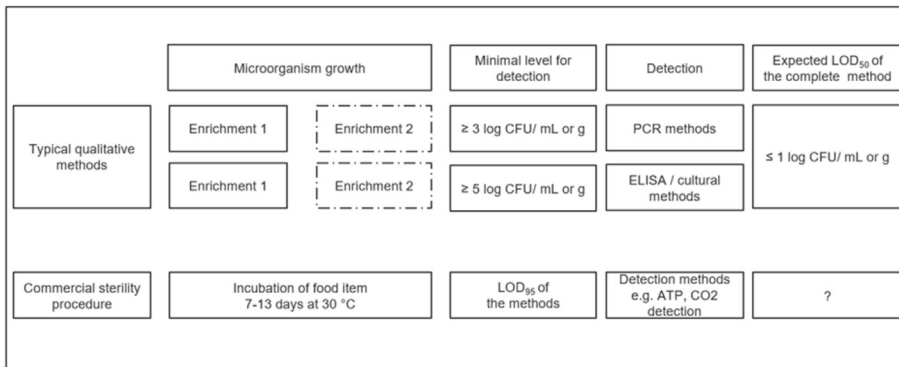 Microorganism growth
Minimal level for
detection
Detection
Expected LOD50 of
the complete method
Typical qualitative
methods
Enrichment 1
Enrichment 2
≥ 3 log CFU/ mL or g
PCR methods
≤ 1 log CFU/ mL or g
Enrichment 1
Enrichment 2
≥ 5 log CFU/ mL or g
ELISA / cultural
methods
Commercial sterility
procedure
Incubation of food item
7-13 days at 30 °C
LOD95 of
the methods
Detection methods
e.g. ATP, CO2
detection
?